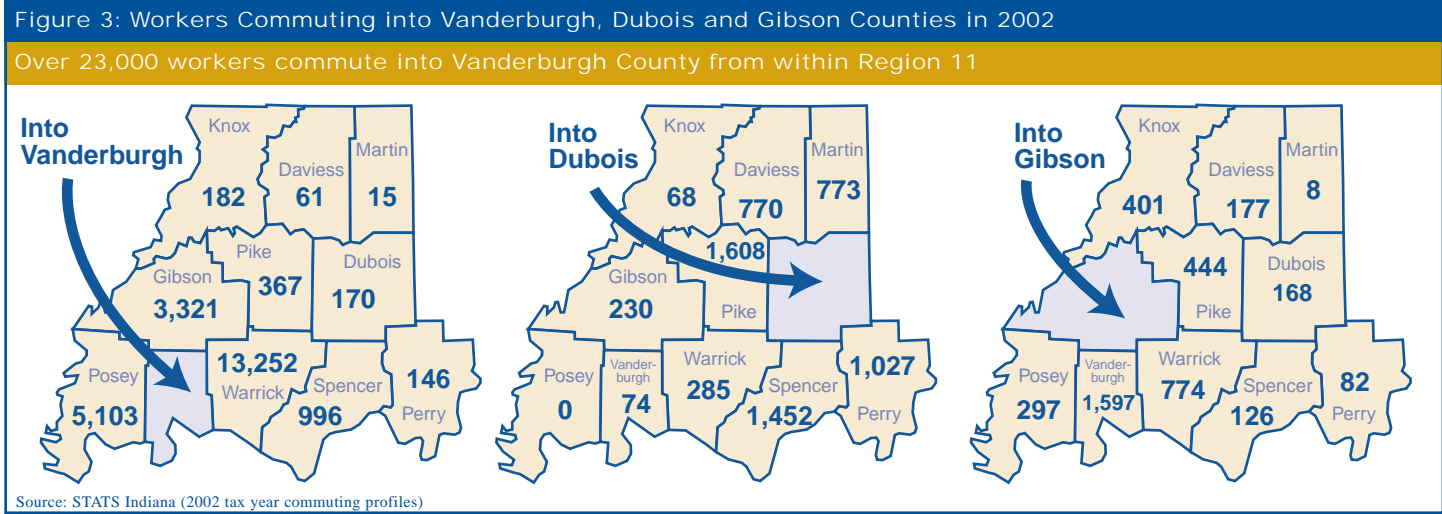 Figure 3: Workers Commuting into Vanderburgh, Dubois and Gibson Counties in 2002
Over 23,000 workers commute into Vanderburgh County from within Region 11
Into
Vanderburgh
Knox
182
Daviess
61
Martin
15
Gibson
3,321
Pike
367
Dubois
170
Posey
5,103
13,252
Warrick
Spencer
996
146
Perry
Into
Dubois
Knox
68
Daviess
770
Martin
773
Gibson
230
1,608
Pike
Posey
0
Vander-
burgh
74
Warrick
285
Spencer
1,452
1,027
Perry
Into
Gibson
Knox
401
Daviess
177
Martin
8
444
Pike
Dubois
168
Posey
297
Vander-
burgh
1,597
Warrick
774
Spencer
126
82
Perry
Source: STATS Indiana (2002 tax year commuting profiles)